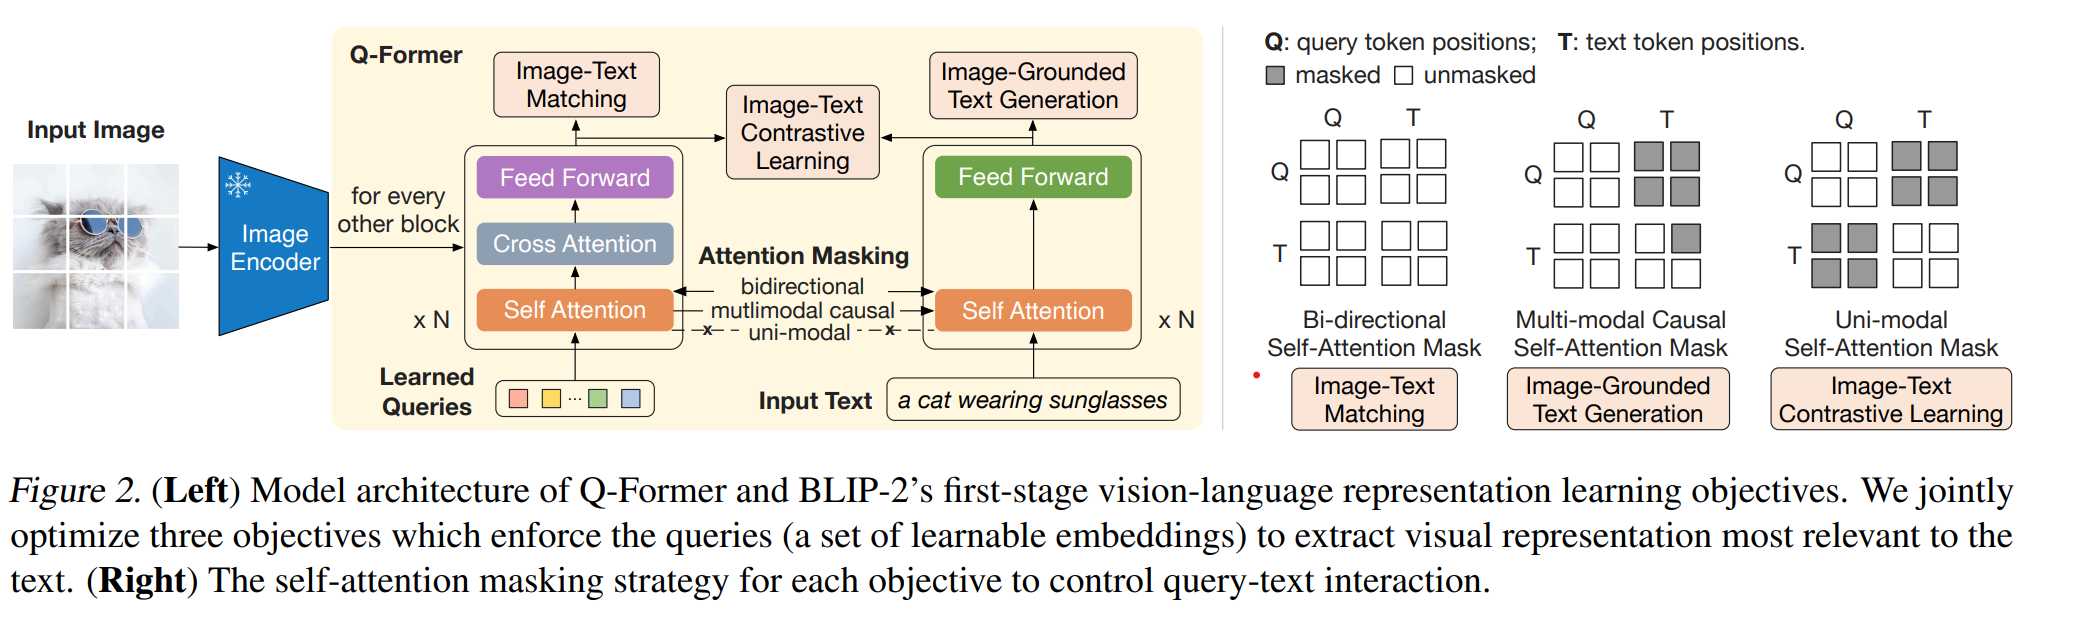 Input Image
Image
Encoder
for every
other block
Q-Former
Image-Text
Matching
Image-Text
Contrastive
Learning
Image-Grounded
Text Generation
Feed Forward
Cross Attention
Self Attention
x N
Feed Forward
Self Attention
x N
Attention Masking
bidirectional
mutlimodal causal
x uni-modal x
Learned
Queries
...
Input Text
a cat wearing sunglasses
Q: query token positions; T: text token positions.
masked unmasked
Q T
Q
T
Bi-directional
Self-Attention Mask
Image-Text
Matching
Q T
Q
T
Multi-modal Causal
Self-Attention Mask
Image-Grounded
Text Generation
Q T
Q
T
Uni-modal
Self-Attention Mask
Image-Text
Contrastive Learning
Figure 2. (Left) Model architecture of Q-Former and BLIP-2's first-stage vision-language representation learning objectives. We jointly
optimize three objectives which enforce the queries (a set of learnable embeddings) to extract visual representation most relevant to the
text. (Right) The self-attention masking strategy for each objective to control query-text interaction.